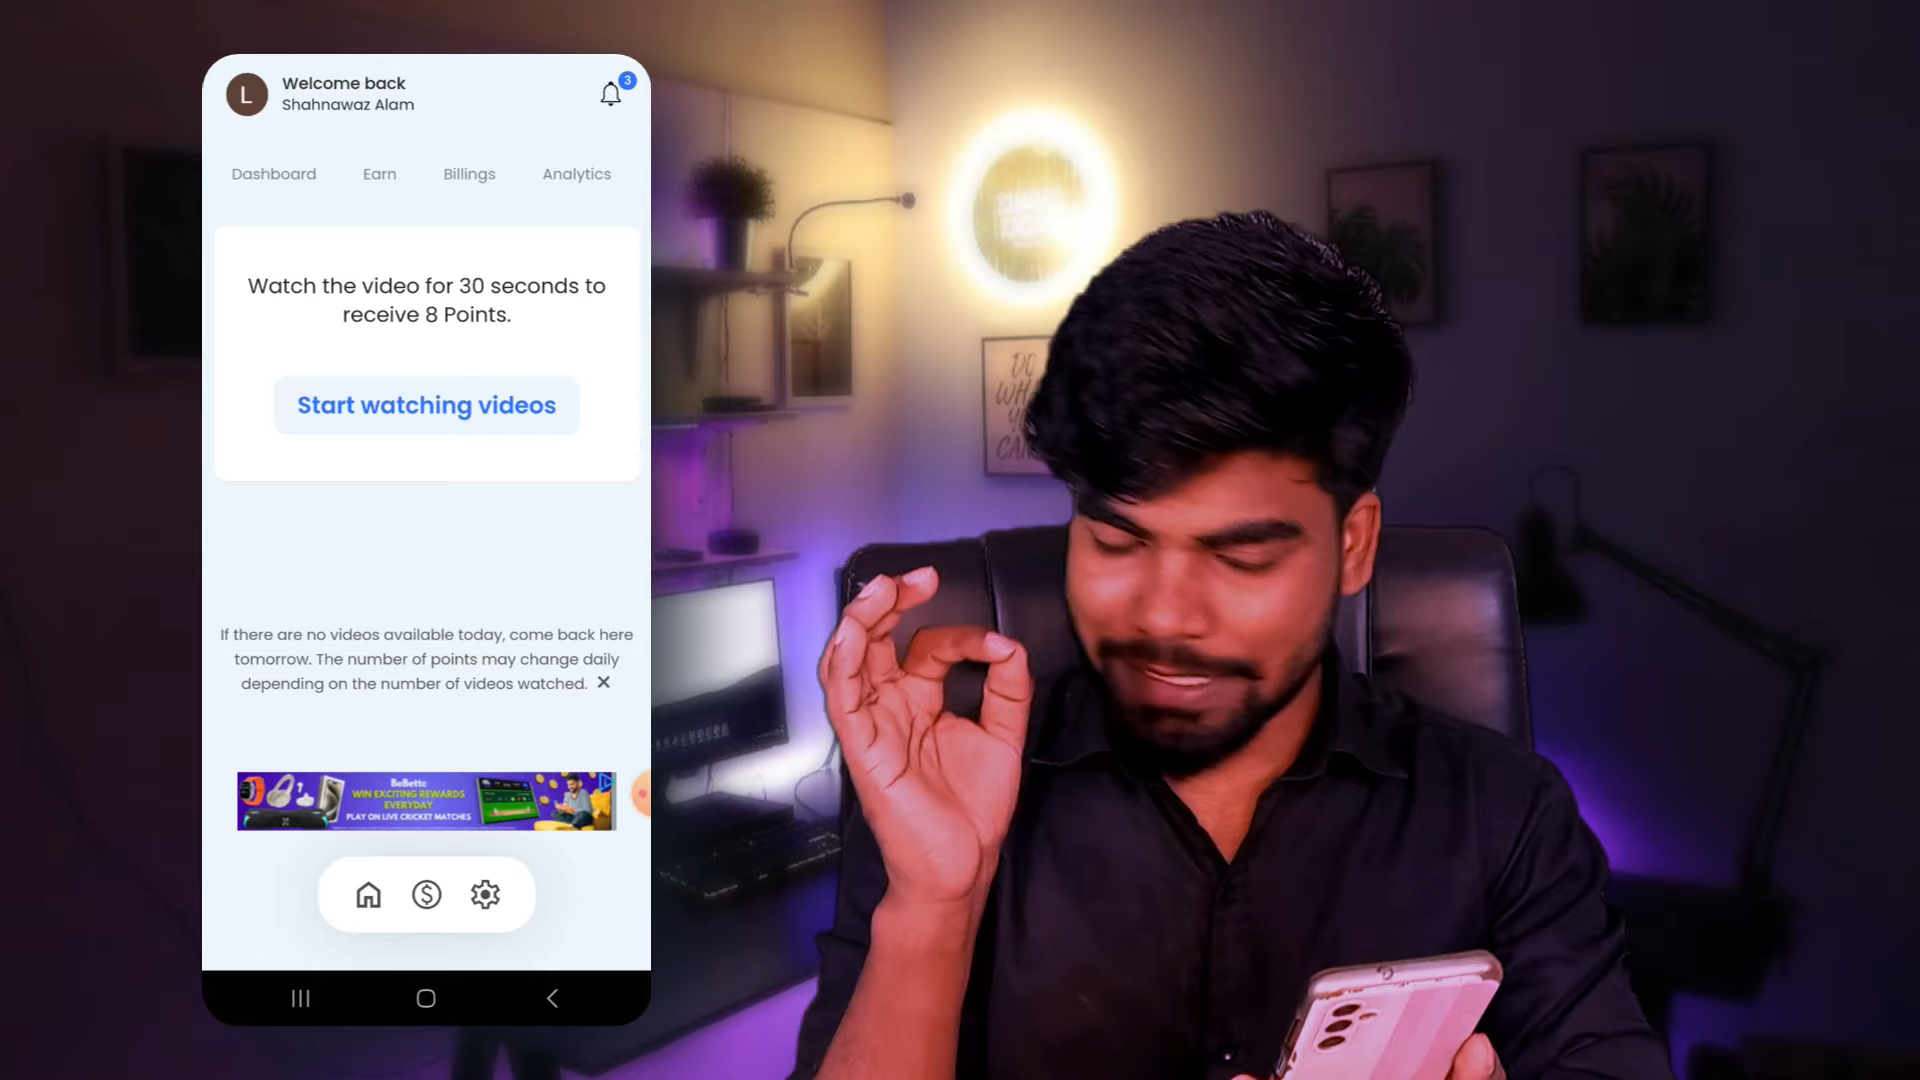 L
Welcome back
Shahnawaz Alam
3
Dashboard Earn Billings Analytics
Watch the video for 30 seconds to
receive 8 Points.
Start watching videos
If there are no videos available today, come back here
tomorrow. The number of points may change daily
depending on the number of videos watched. ✕
WIN EXCITING REWARDS
EVERYDAY
PLAY ON LIVE CRICKET MATCHES
DO